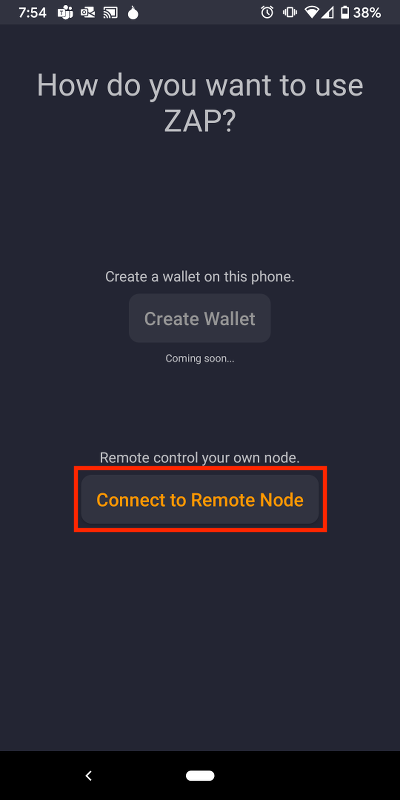 7:54
38%
How do you want to use
ZAP?
Create a wallet on this phone.
Create Wallet
Coming soon...
Remote control your own node.
Connect to Remote Node